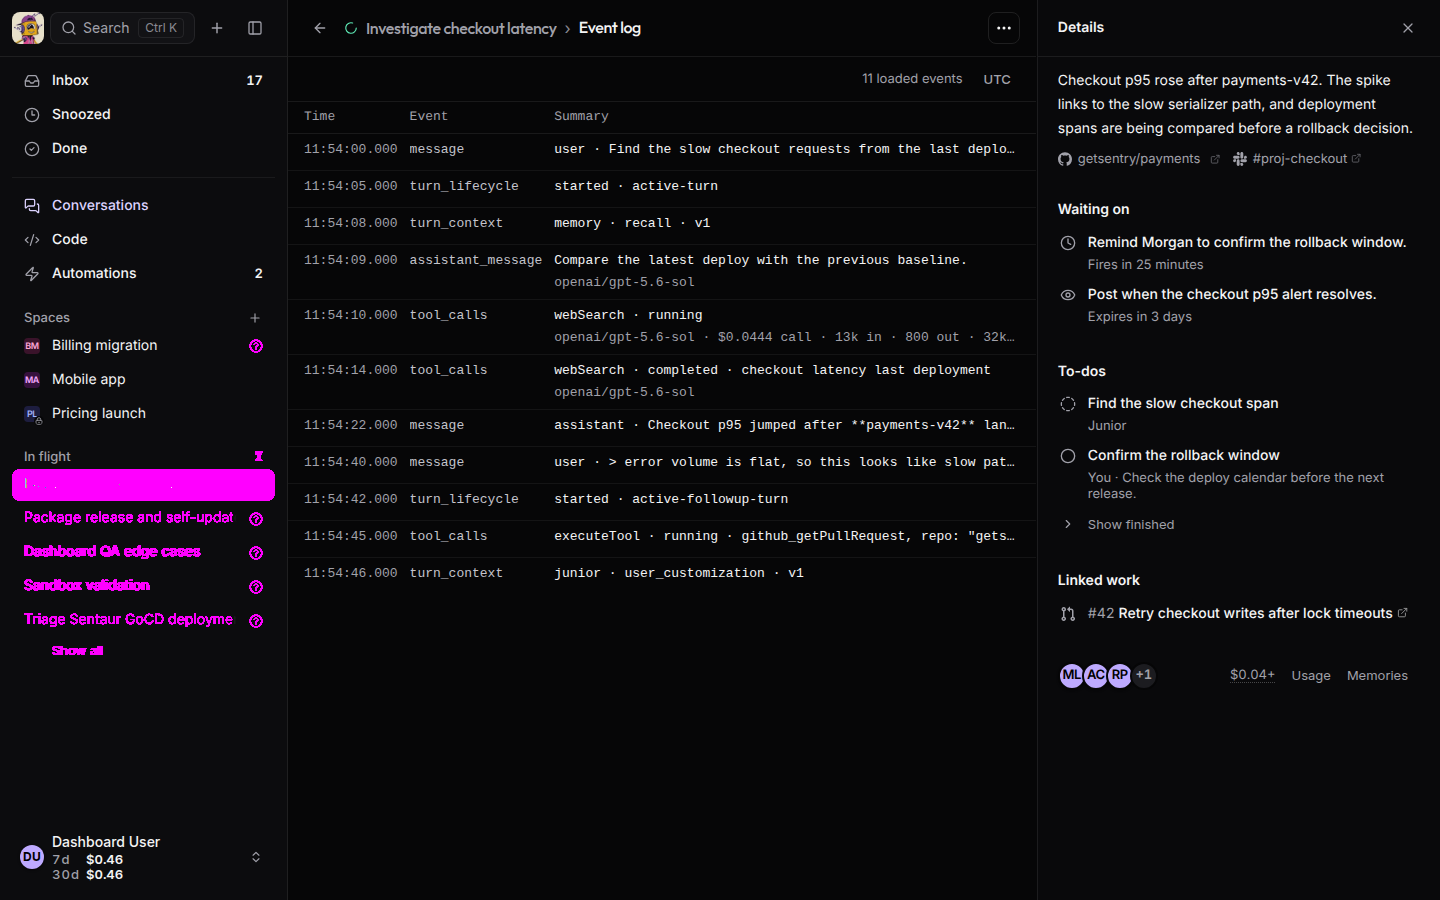 Search Ctrl K
Inbox 17
Snoozed
Done
Conversations
Code
Automations 2
Spaces
BM Billing migration
MA Mobile app
PL Pricing launch
In flight
Package release and self-updat
Dashboard QA edge cases
Sandbox validation
Triage Sentaur GoCD deployme
Show all
DU Dashboard User
7d $0.46
30d $0.46
Investigate checkout latency › Event log
11 loaded events UTC
Time Event Summary
11:54:00.000 message user · Find the slow checkout requests from the last deplo…
11:54:05.000 turn_lifecycle started · active-turn
11:54:08.000 turn_context memory · recall · v1
11:54:09.000 assistant_message Compare the latest deploy with the previous baseline.
openai/gpt-5.6-sol
11:54:10.000 tool_calls webSearch · running
openai/gpt-5.6-sol · $0.0444 call · 13k in · 800 out · 32k…
11:54:14.000 tool_calls webSearch · completed · checkout latency last deployment
openai/gpt-5.6-sol
11:54:22.000 message assistant · Checkout p95 jumped after **payments-v42** lan…
11:54:40.000 message user · > error volume is flat, so this looks like slow pat…
11:54:42.000 turn_lifecycle started · active-followup-turn
11:54:45.000 tool_calls executeTool · running · github_getPullRequest, repo: "gets…
11:54:46.000 turn_context junior · user_customization · v1
Details
Checkout p95 rose after payments-v42. The spike
links to the slow serializer path, and deployment
spans are being compared before a rollback decision.
getsentry/payments #proj-checkout
Waiting on
Remind Morgan to confirm the rollback window.
Fires in 25 minutes
Post when the checkout p95 alert resolves.
Expires in 3 days
To-dos
Find the slow checkout span
Junior
Confirm the rollback window
You · Check the deploy calendar before the next
release.
Show finished
Linked work
#42 Retry checkout writes after lock timeouts
ML AC RP +1 $0.04+ Usage Memories